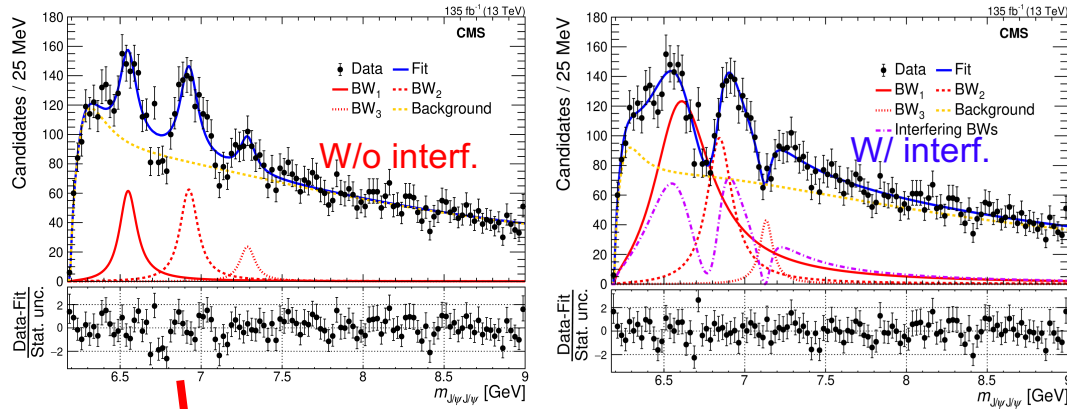 135 fb⁻¹ (13 TeV)
CMS
Data
Fit
BW₁
BW₂
BW₃
Background
W/o interf.
Candidates / 25 MeV
180
160
140
120
100
80
60
40
20
0
Data-Fit
Stat. unc.
2
0
−2
6.5
7
7.5
8
8.5
9
m_J/ψJ/ψ [GeV]
135 fb⁻¹ (13 TeV)
CMS
Data
Fit
BW₁
BW₂
BW₃
Background
Interfering BWs
W/ interf.
Candidates / 25 MeV
180
160
140
120
100
80
60
40
20
0
Data-Fit
Stat. unc.
2
0
−2
6.5
7
7.5
8
8.5
9
m_J/ψJ/ψ [GeV]